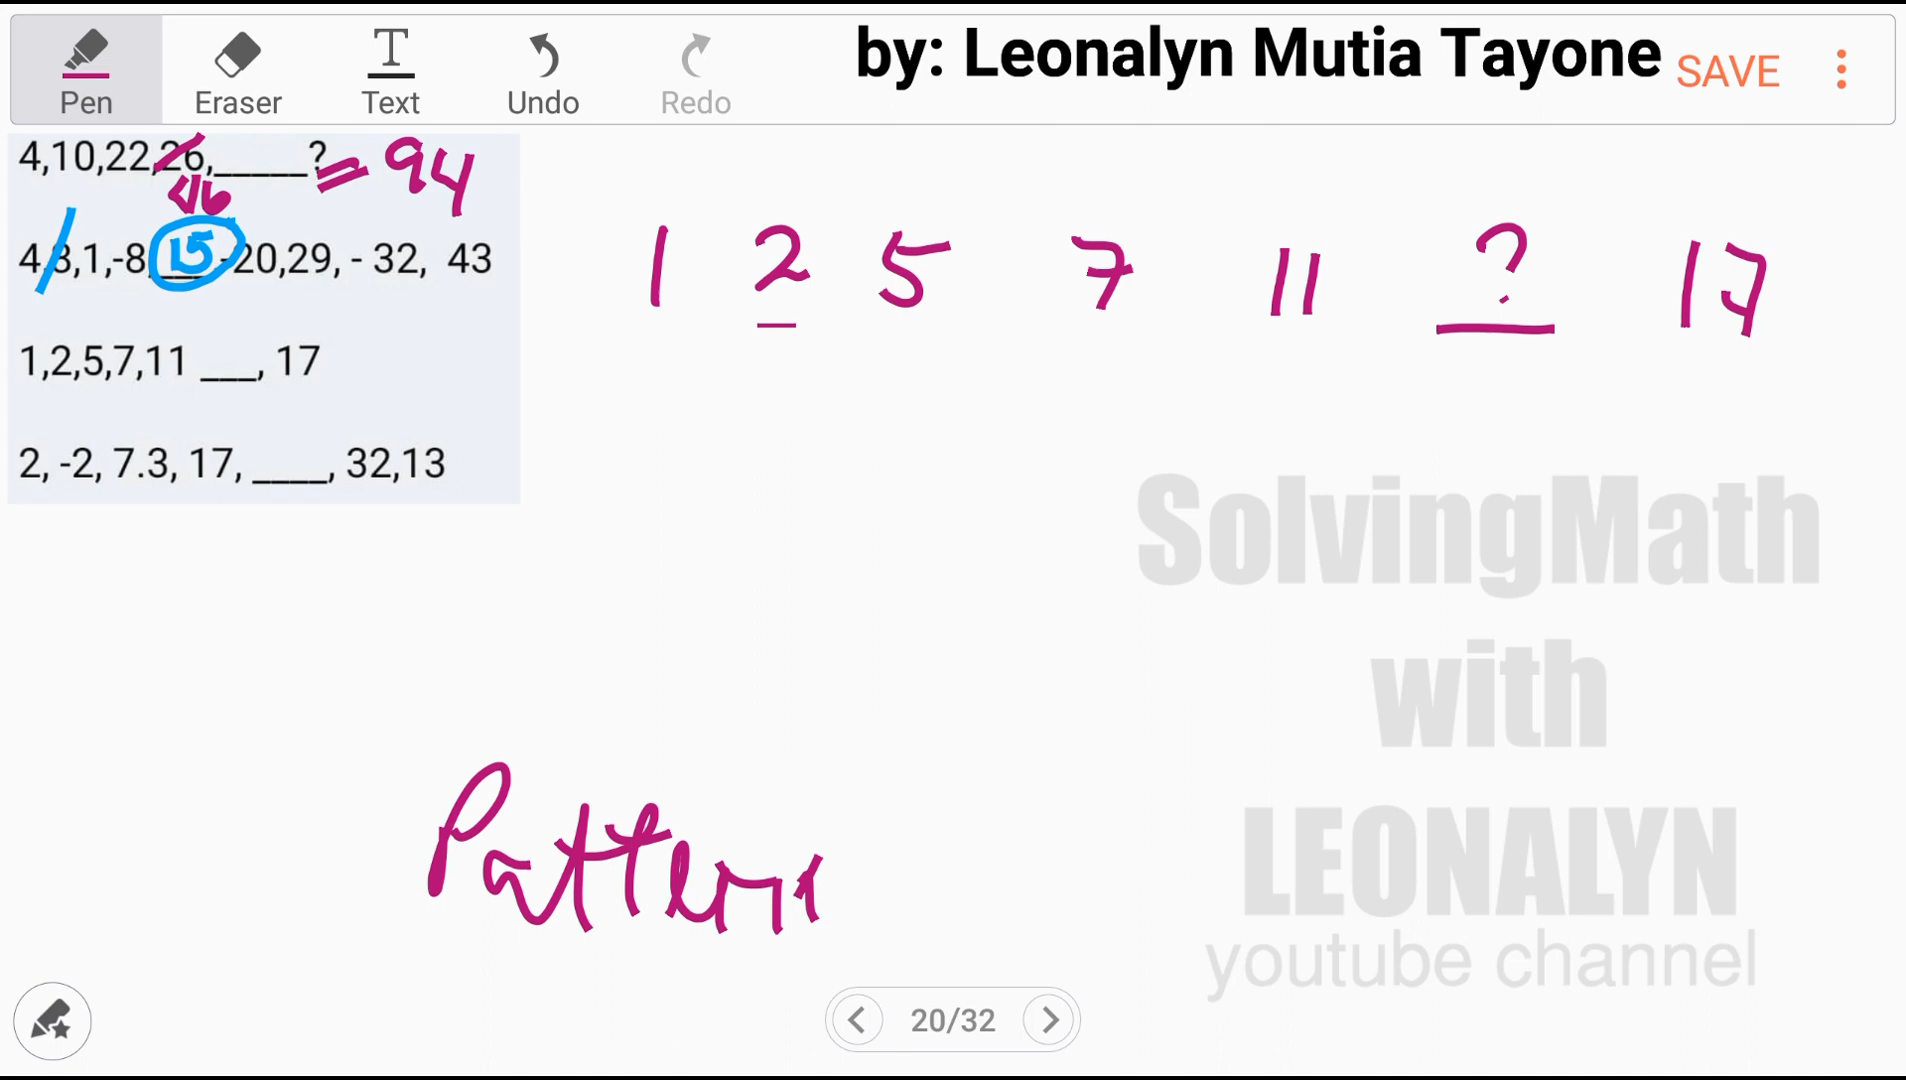 by: Leonalyn Mutia Tayone
SAVE
Pen Eraser Text Undo Redo
4,10,22,26,_____? = 94
46
4,3,1,-8, 15 -20,29, - 32, 43
1 2 5 7 11 ? 17
1,2,5,7,11 ___, 17
2, -2, 7.3, 17, ____, 32,13
SolvingMath
with
LEONALYN
youtube channel
Pattern
20/32